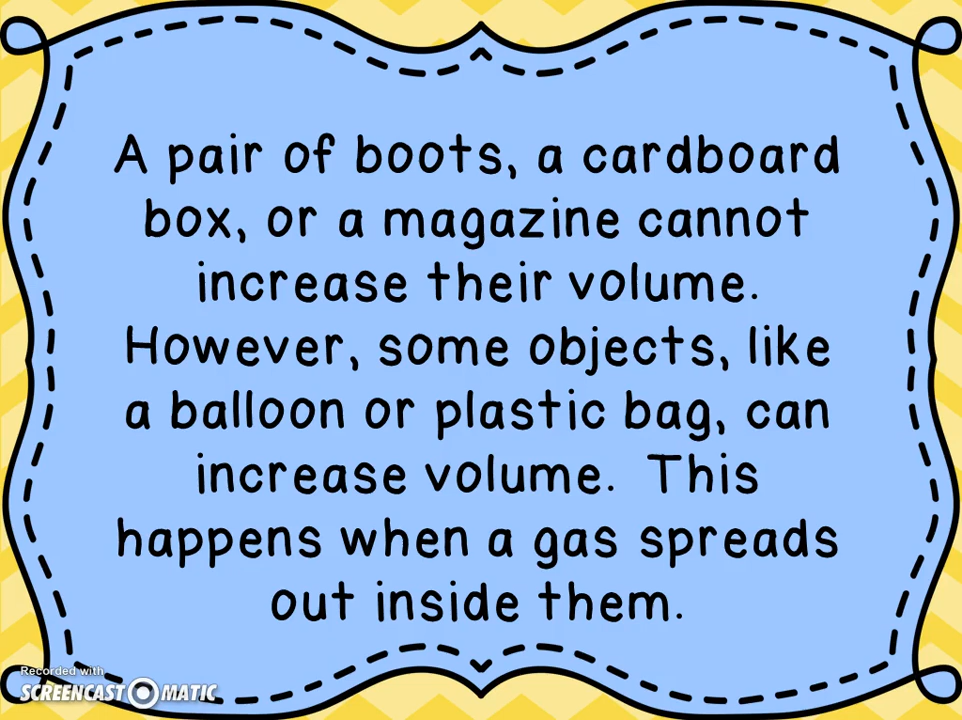 A pair of boots, a cardboard
box, or a magazine cannot
increase their volume.
However, some objects, like
a balloon or plastic bag, can
increase volume.  This
happens when a gas spreads
out inside them.
Recorded with
SCREENCAST MATIC